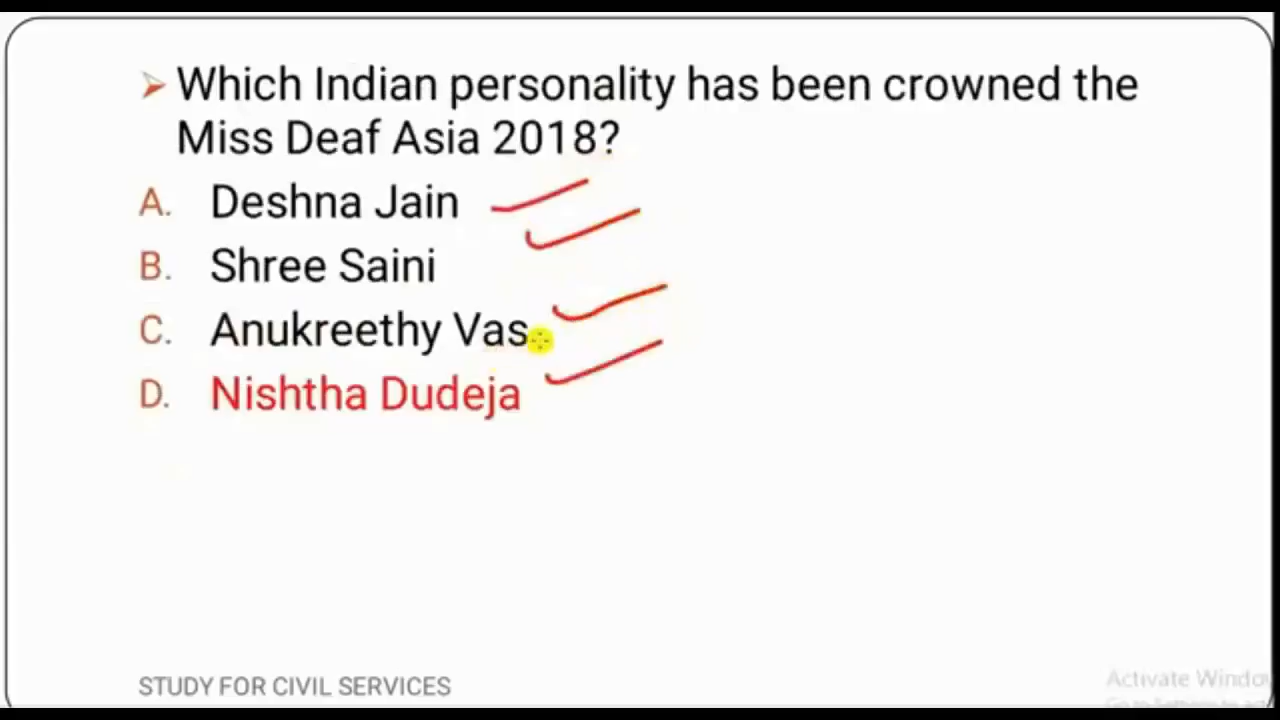 Which Indian personality has been crowned the
Miss Deaf Asia 2018?
A. Deshna Jain
B. Shree Saini
C. Anukreethy Vas
D. Nishtha Dudeja
STUDY FOR CIVIL SERVICES
Activate Window